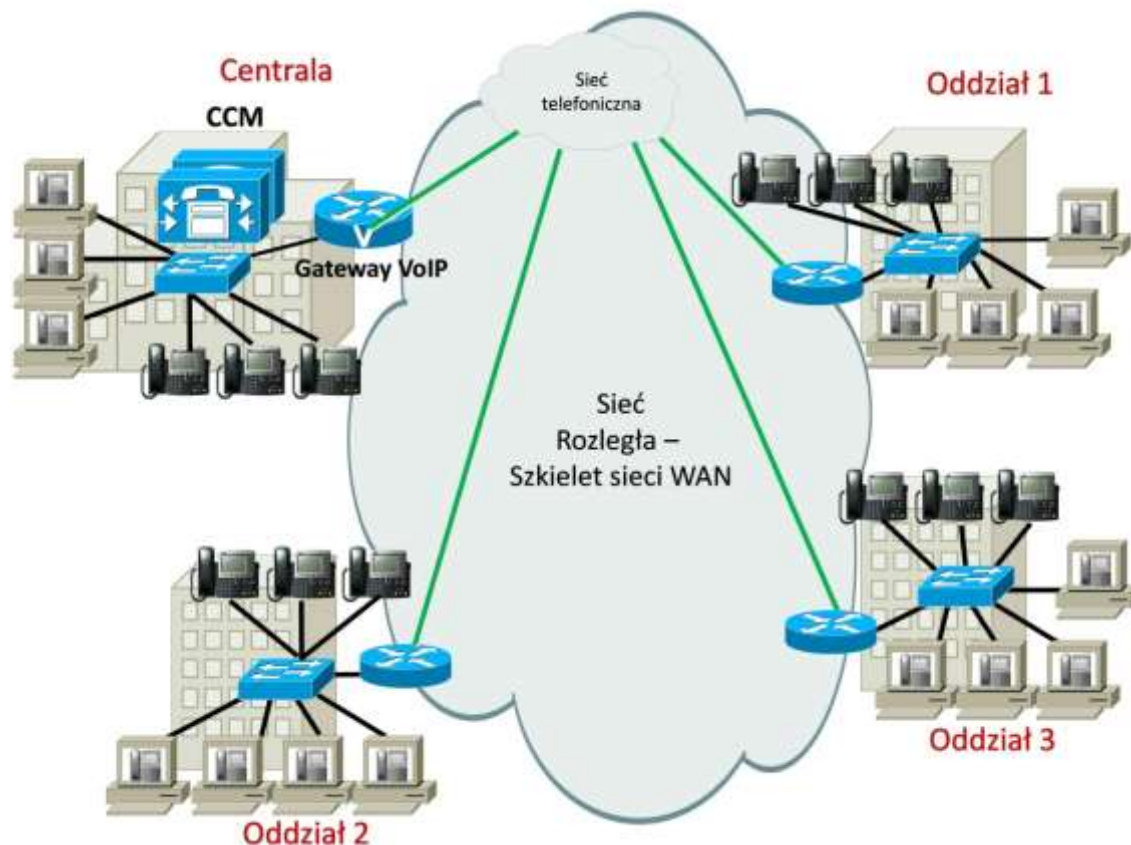 Centrala
CCM
Gateway VoIP
Sieć
telefoniczna
Oddział 1
Sieć
Rozległa –
Szkielet sieci WAN
Oddział 2
Oddział 3
V